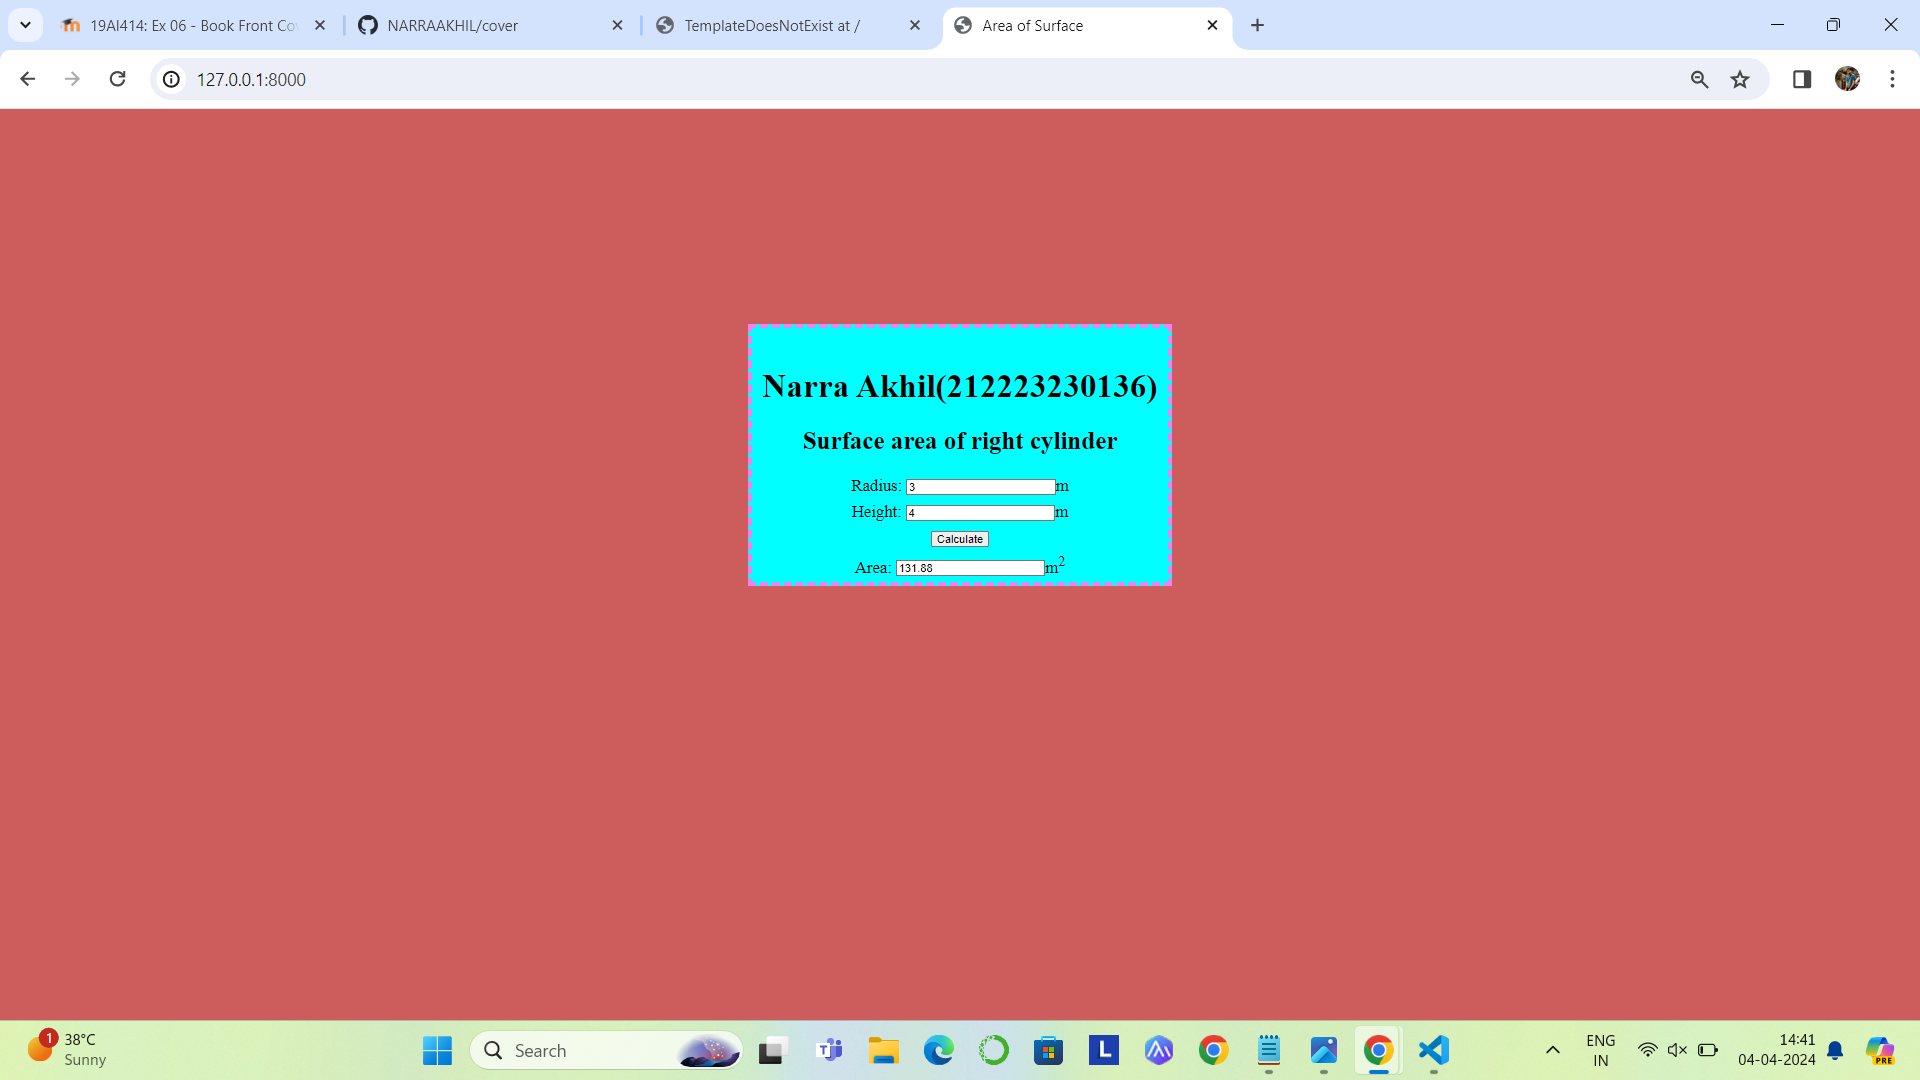 19AI414: Ex 06 - Book Front Co
NARRAAKHIL/cover
TemplateDoesNotExist at /
Area of Surface
127.0.0.1:8000
Narra Akhil(212223230136)
Surface area of right cylinder
Radius: 3 m
Height: 4 m
Calculate
Area: 131.88 m²
1
38°C
Sunny
Search
L
PRE
ENG
IN
14:41
04-04-2024